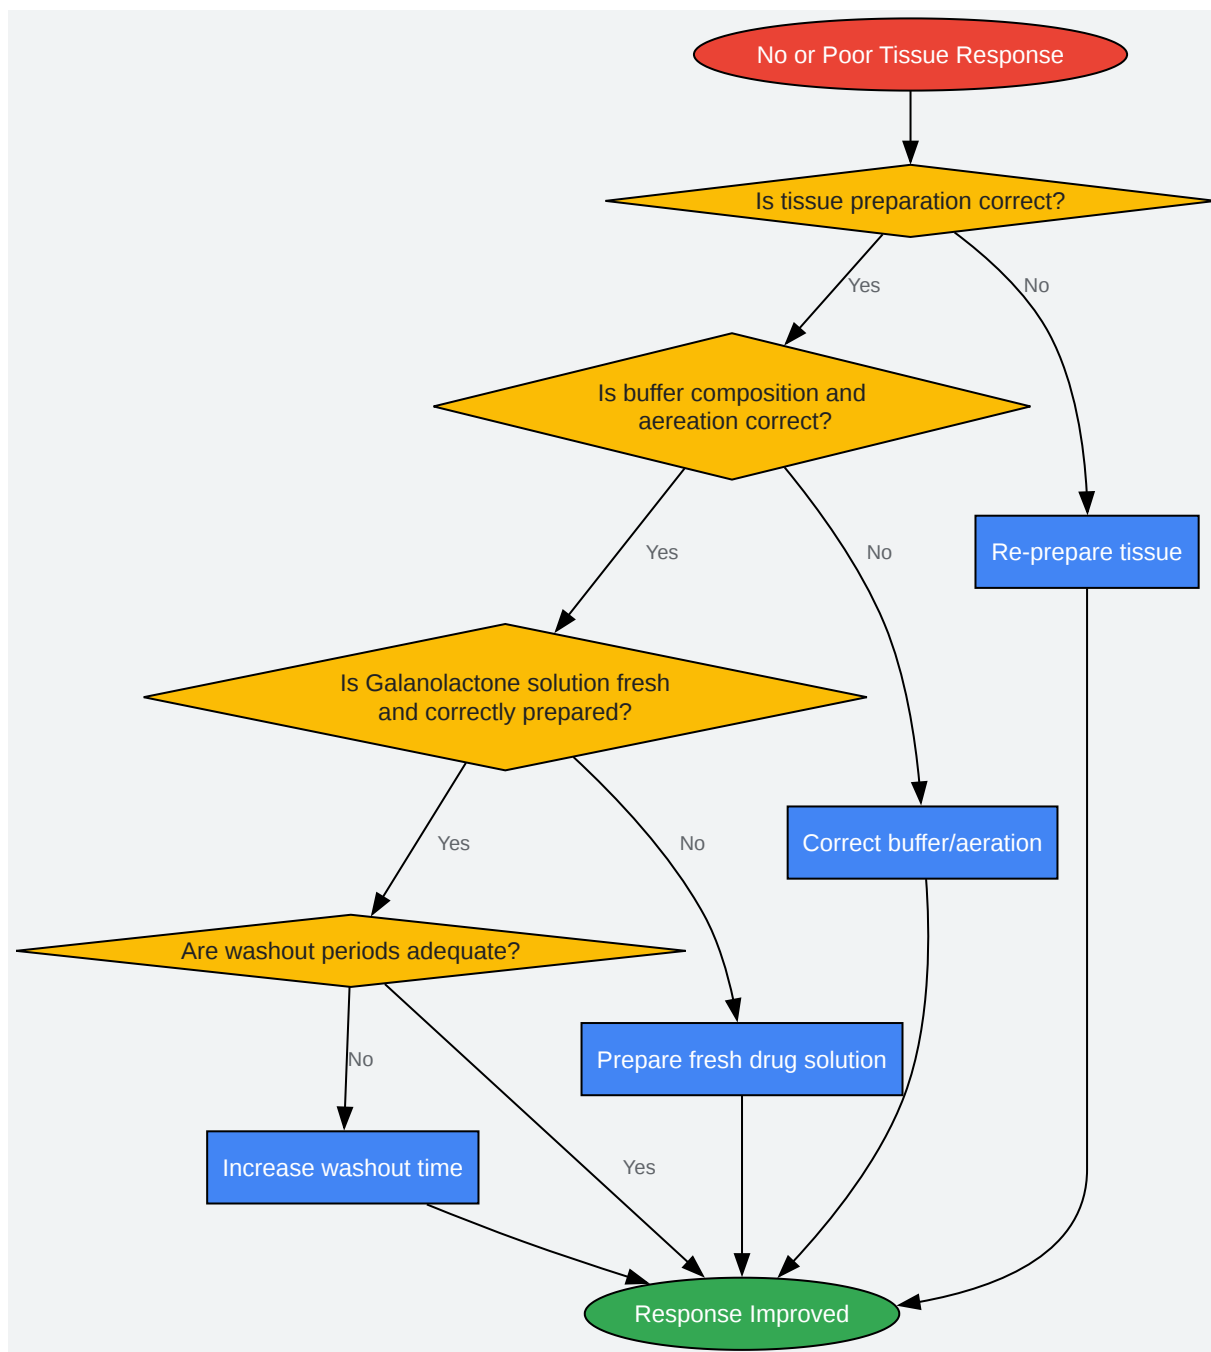 No or Poor Tissue Response
Is tissue preparation correct?
Yes
No
Is buffer composition and
aereation correct?
Yes
No
Re-prepare tissue
Is Galanolactone solution fresh
and correctly prepared?
Yes
No
Correct buffer/aeration
Are washout periods adequate?
No
Yes
Prepare fresh drug solution
Increase washout time
Response Improved